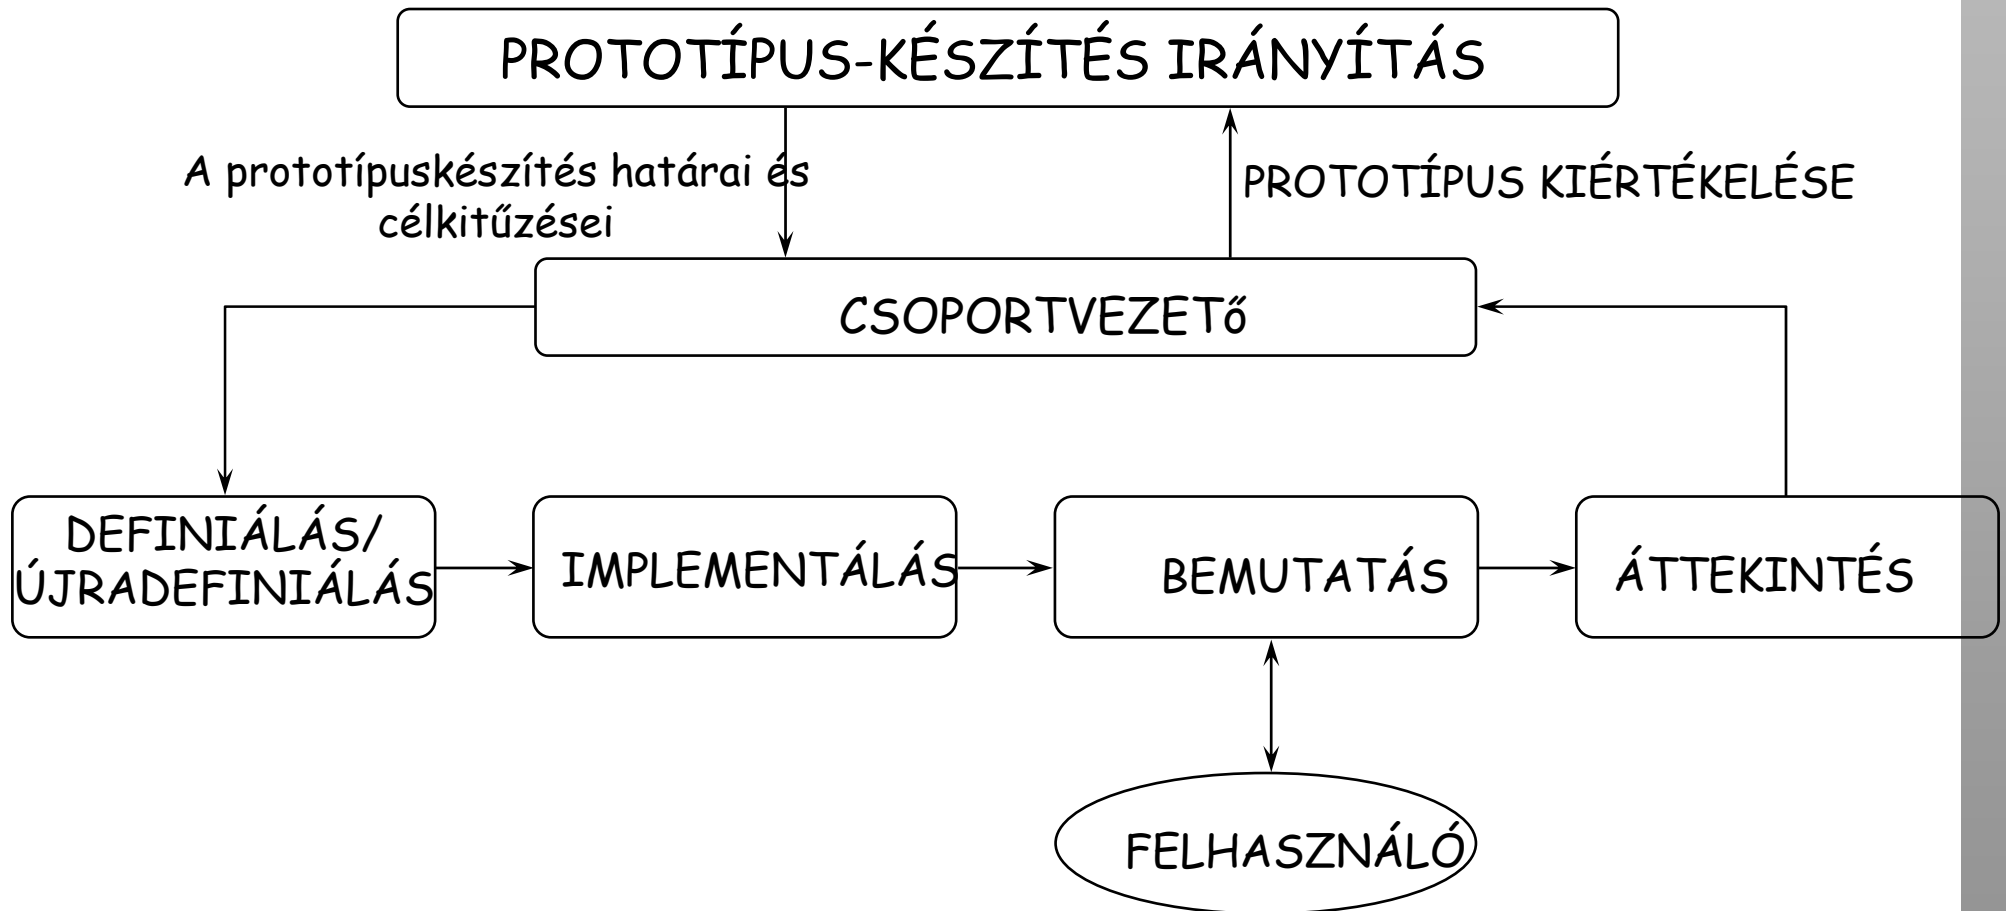 PROTOTÍPUS-KÉSZÍTÉS IRÁNYÍTÁS
A prototípuskészítés határai és
célkitűzései
PROTOTÍPUS KIÉRTÉKELÉSE
CSOPORTVEZETő
DEFINIÁLÁS/
ÚJRADEFINIÁLÁS
IMPLEMENTÁLÁS
BEMUTATÁS
ÁTTEKINTÉS
FELHASZNÁLÓ